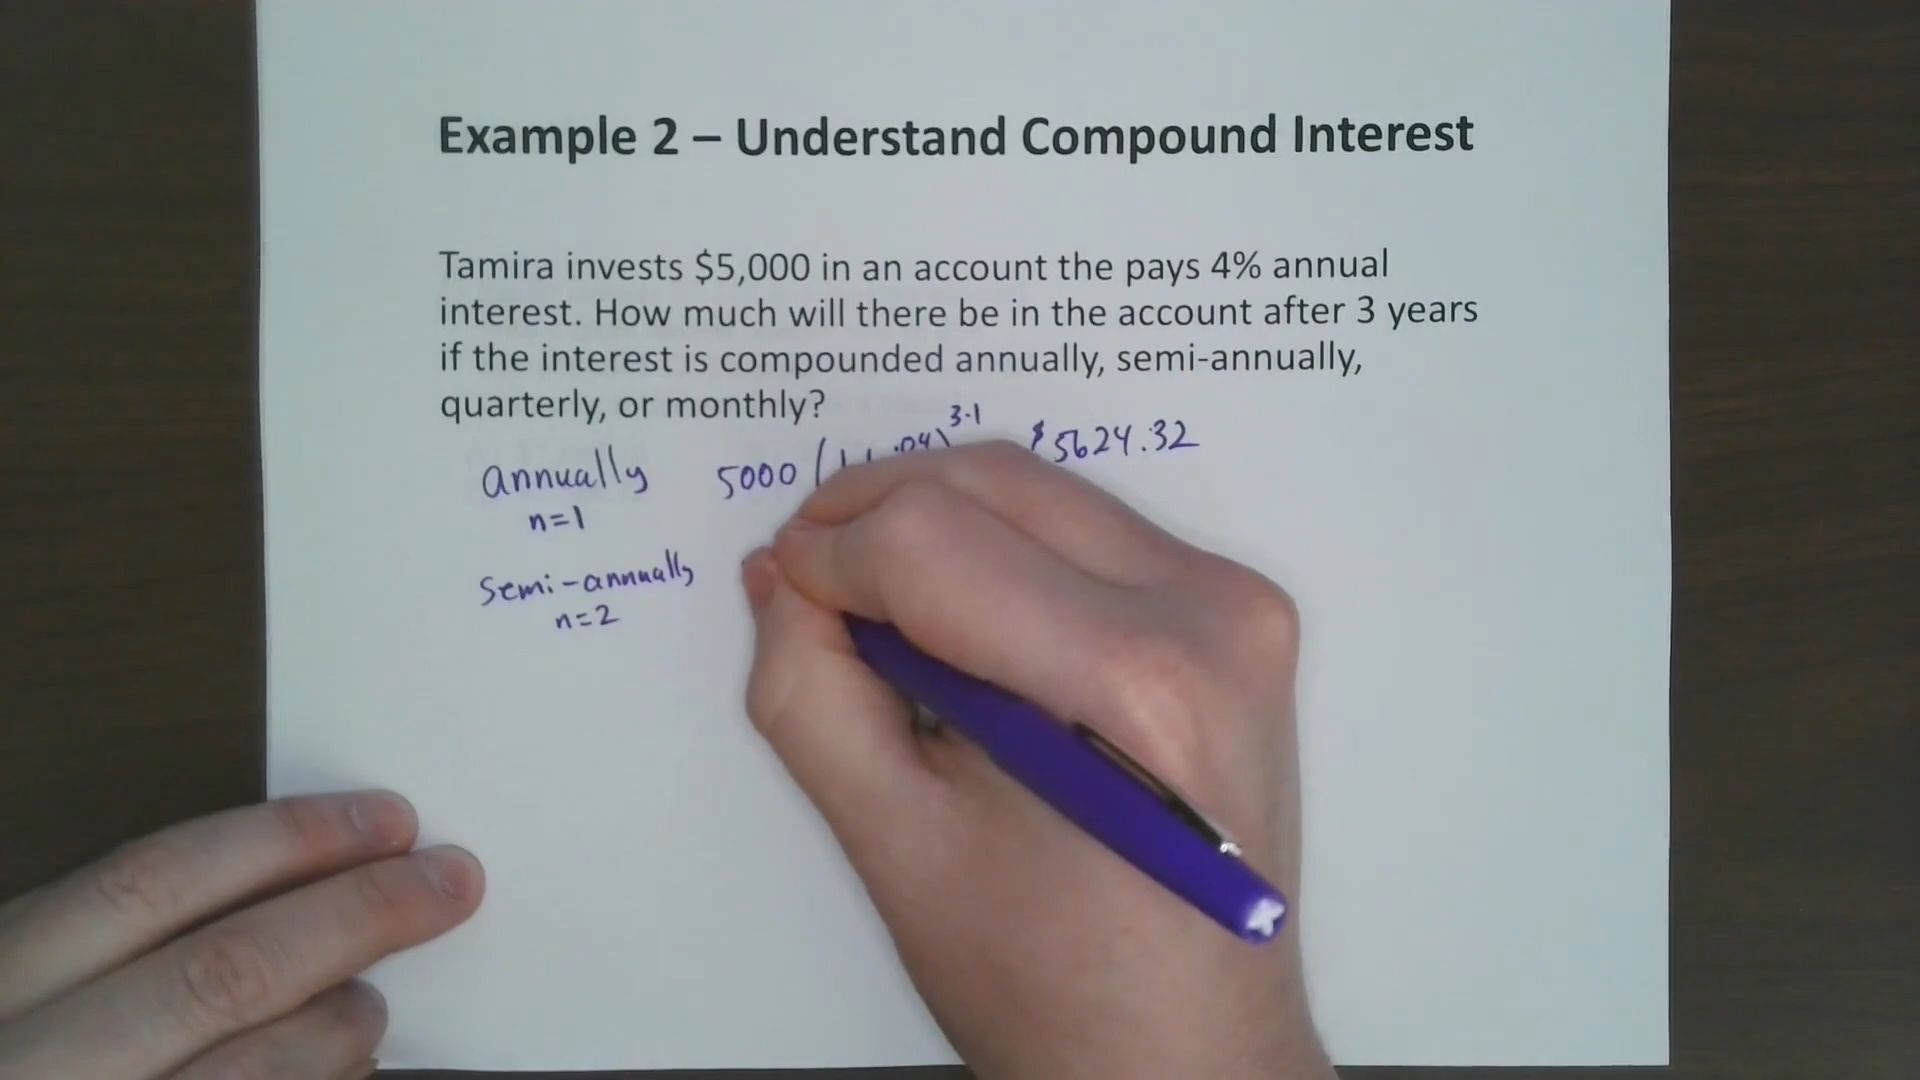 Example 2 – Understand Compound Interest
Tamira invests $5,000 in an account the pays 4% annual
interest. How much will there be in the account after 3 years
if the interest is compounded annually, semi-annually,
quarterly, or monthly?
annually 5000 ( .04) 3·1 $5624.32
n=1
Semi-annually
n=2